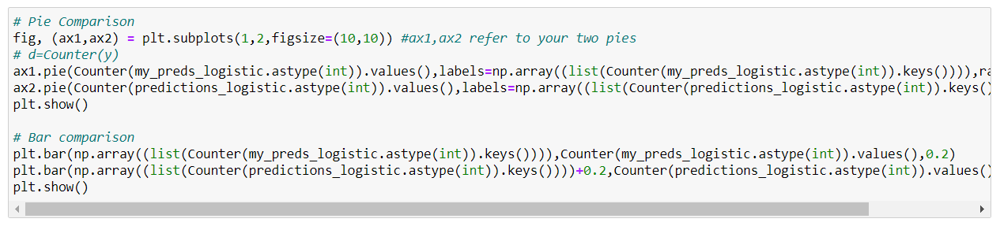 # Pie Comparison
fig, (ax1,ax2) = plt.subplots(1,2,figsize=(10,10)) #ax1,ax2 refer to your two pies
# d=Counter(y)
ax1.pie(Counter(my_preds_logistic.astype(int)).values(),labels=np.array((list(Counter(my_preds_logistic.astype(int)).keys()))),ra
ax2.pie(Counter(predictions_logistic.astype(int)).values(),labels=np.array((list(Counter(predictions_logistic.astype(int)).keys()
plt.show()
# Bar comparison
plt.bar(np.array((list(Counter(my_preds_logistic.astype(int)).keys()))),Counter(my_preds_logistic.astype(int)).values(),0.2)
plt.bar(np.array((list(Counter(predictions_logistic.astype(int)).keys())))+0.2,Counter(predictions_logistic.astype(int)).values()
plt.show()